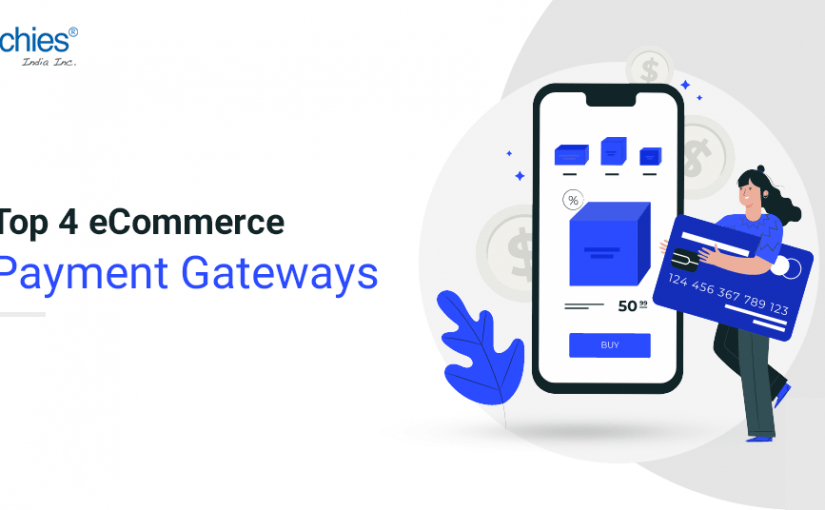 chies®
India Inc.
Top 4 eCommerce
Payment Gateways
%
50 99
BUY
124 456 367 789 123